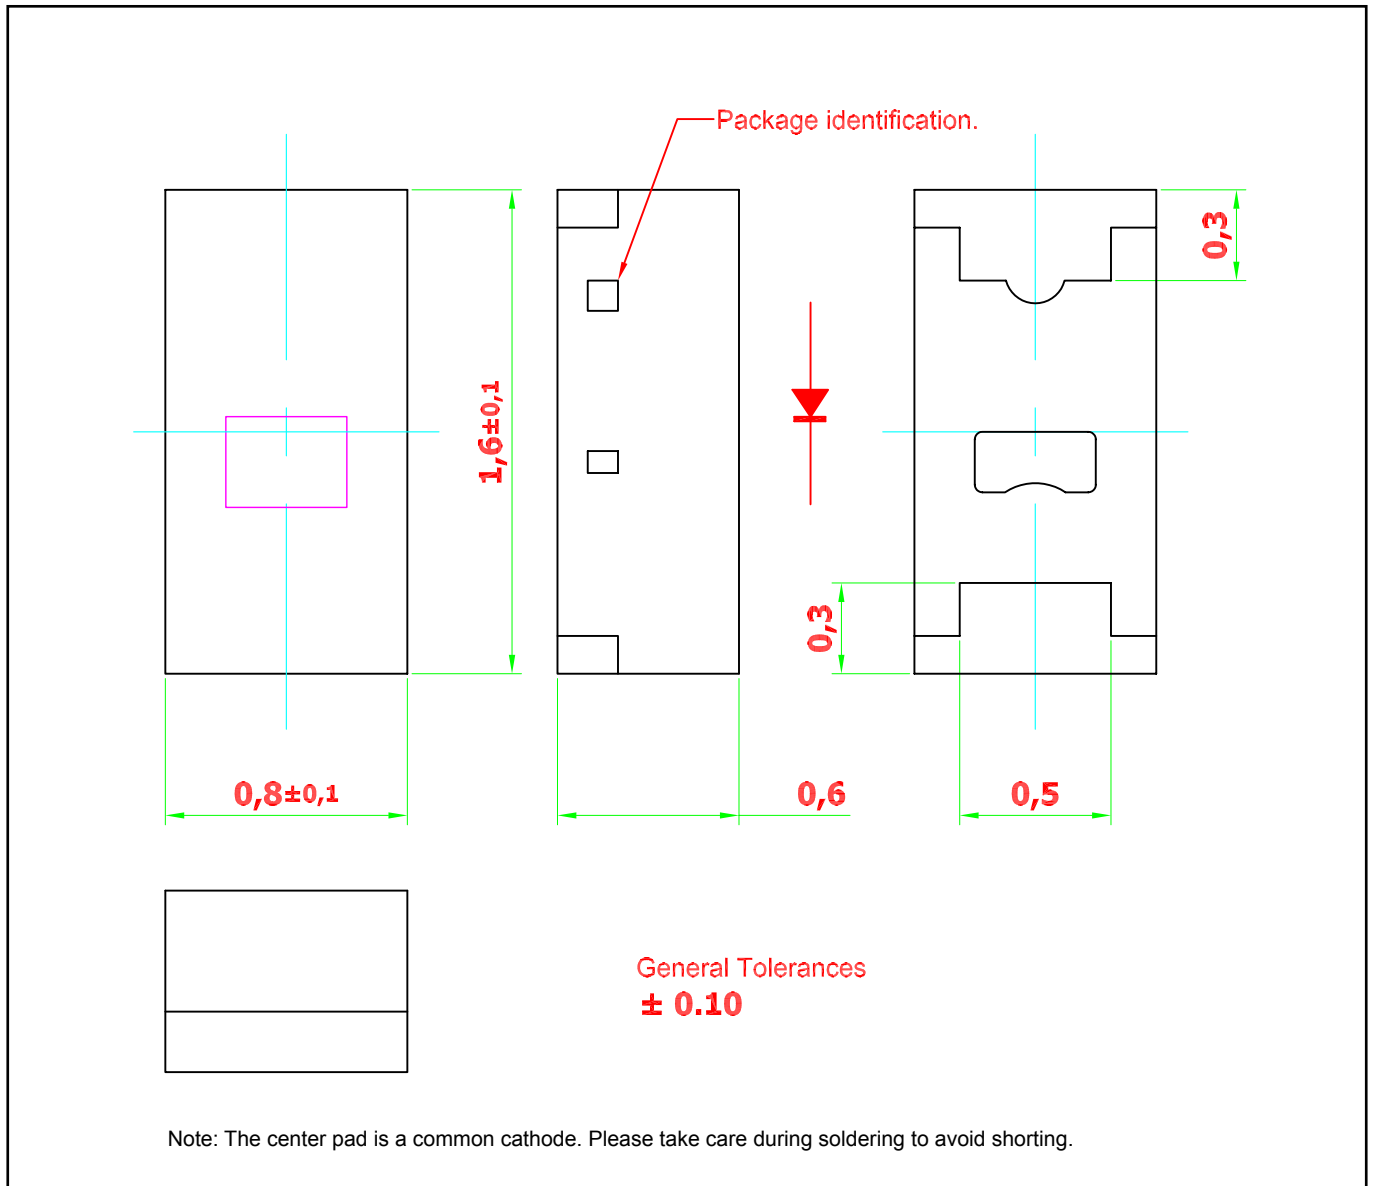 Package identification.
0,3
1,6±0,1
0,3
0,8±0,1
0,6
0,5
General Tolerances
± 0.10
Note: The center pad is a common cathode. Please take care during soldering to avoid shorting.